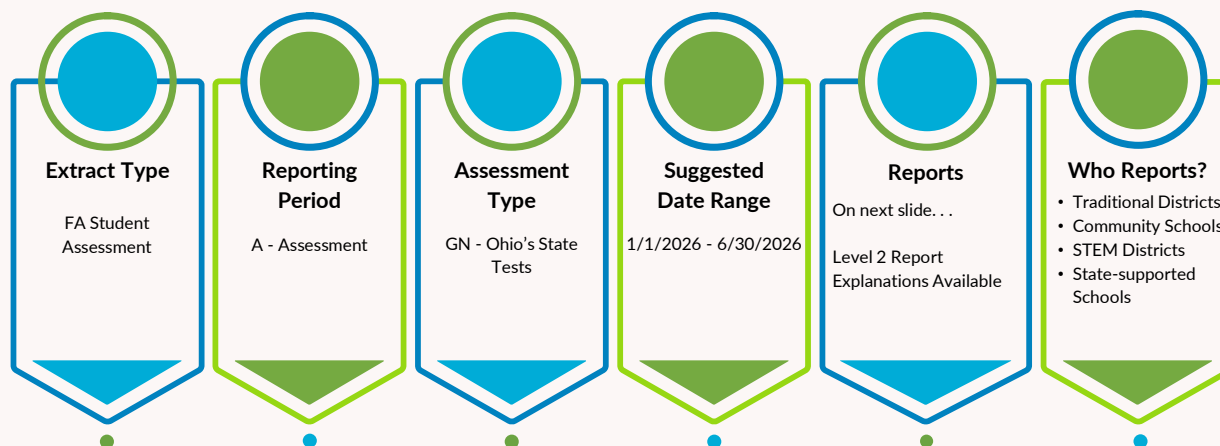 Extract Type
FA Student
Assessment
Reporting
Period
A - Assessment
Assessment
Type
GN - Ohio's State
Tests
Suggested
Date Range
1/1/2026 - 6/30/2026
Reports
On next slide. . .
Level 2 Report
Explanations Available
Who Reports?
• Traditional Districts
• Community Schools
• STEM Districts
• State-supported
Schools